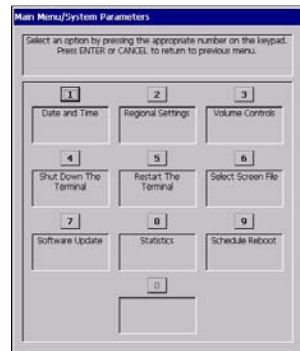 Main Menu/System Parameters
Select an option by pressing the appropriate number on the keypad.
Press ENTER or CANCEL to return to
previous menu.
1 2 3
Date and Time Regional Settings Volume Controls
4 5 6
Shut Down The Restart The Select Screen File
Terminal Terminal
7 8 9
Software Update Statistics Schedule Reboot
0